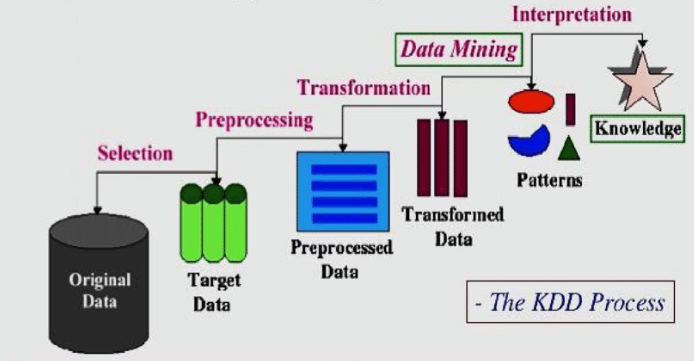 Interpretation
Data Mining
Transformation
Preprocessing
Selection
Knowledge
Patterns
Transformed
Data
Preprocessed
Data
Target
Data
Original
Data
- The KDD Process